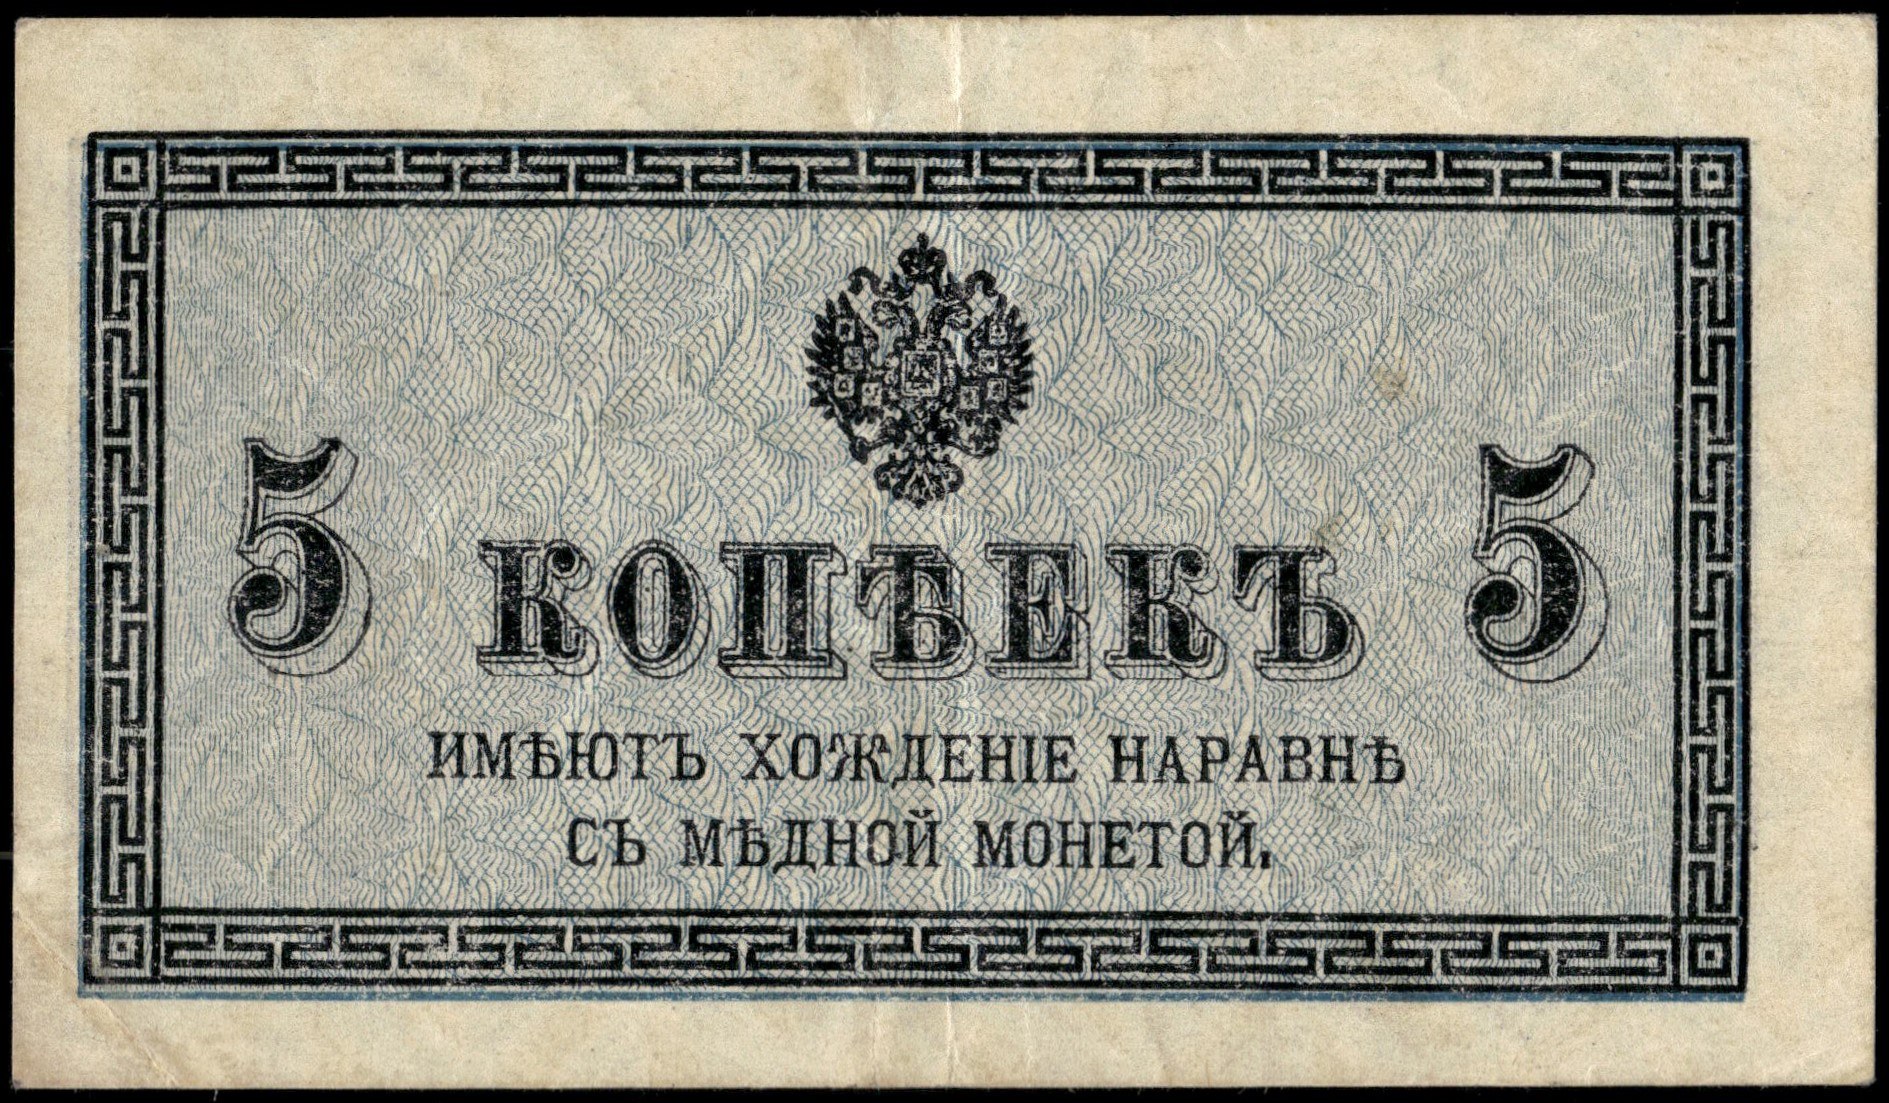 5 КОПѢЕКЪ 5
ИМѢЮТЪ ХОЖДЕНІЕ НАРАВНѢ
СЪ МѢДНОЙ МОНЕТОЙ.